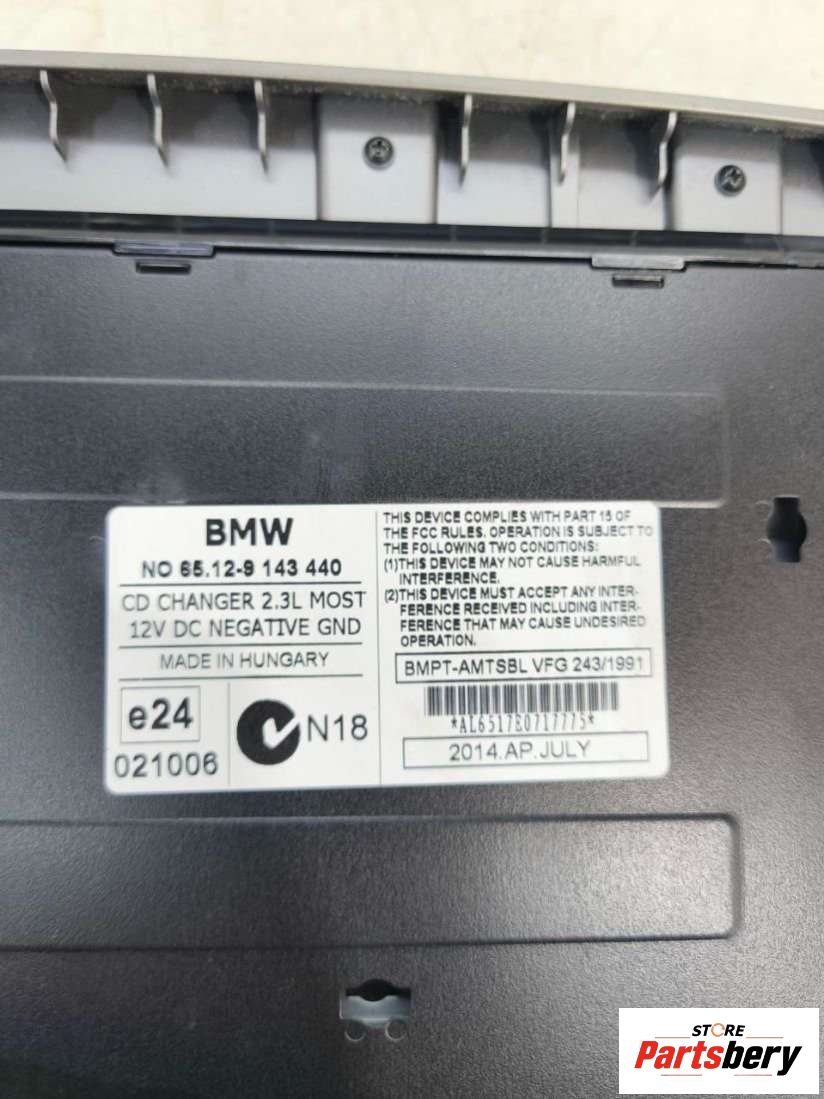 BMW
NO 65.12-9 143 440
CD CHANGER 2.3L MOST
12V DC NEGATIVE GND
MADE IN HUNGARY
e24
021006
N18
THIS DEVICE COMPLIES WITH PART 15 OF
THE FCC RULES. OPERATION IS SUBJECT TO
THE FOLLOWING TWO CONDITIONS:
(1)THIS DEVICE MAY NOT CAUSE HARMFUL
INTERFERENCE.
(2)THIS DEVICE MUST ACCEPT ANY INTER-
FERENCE RECEIVED INCLUDING INTER-
FERENCE THAT MAY CAUSE UNDESIRED
OPERATION.
BMPT-AMTSBL VFG 243/1991
*AL6517E0717775*
2014.AP.JULY
STORE
Partsbery